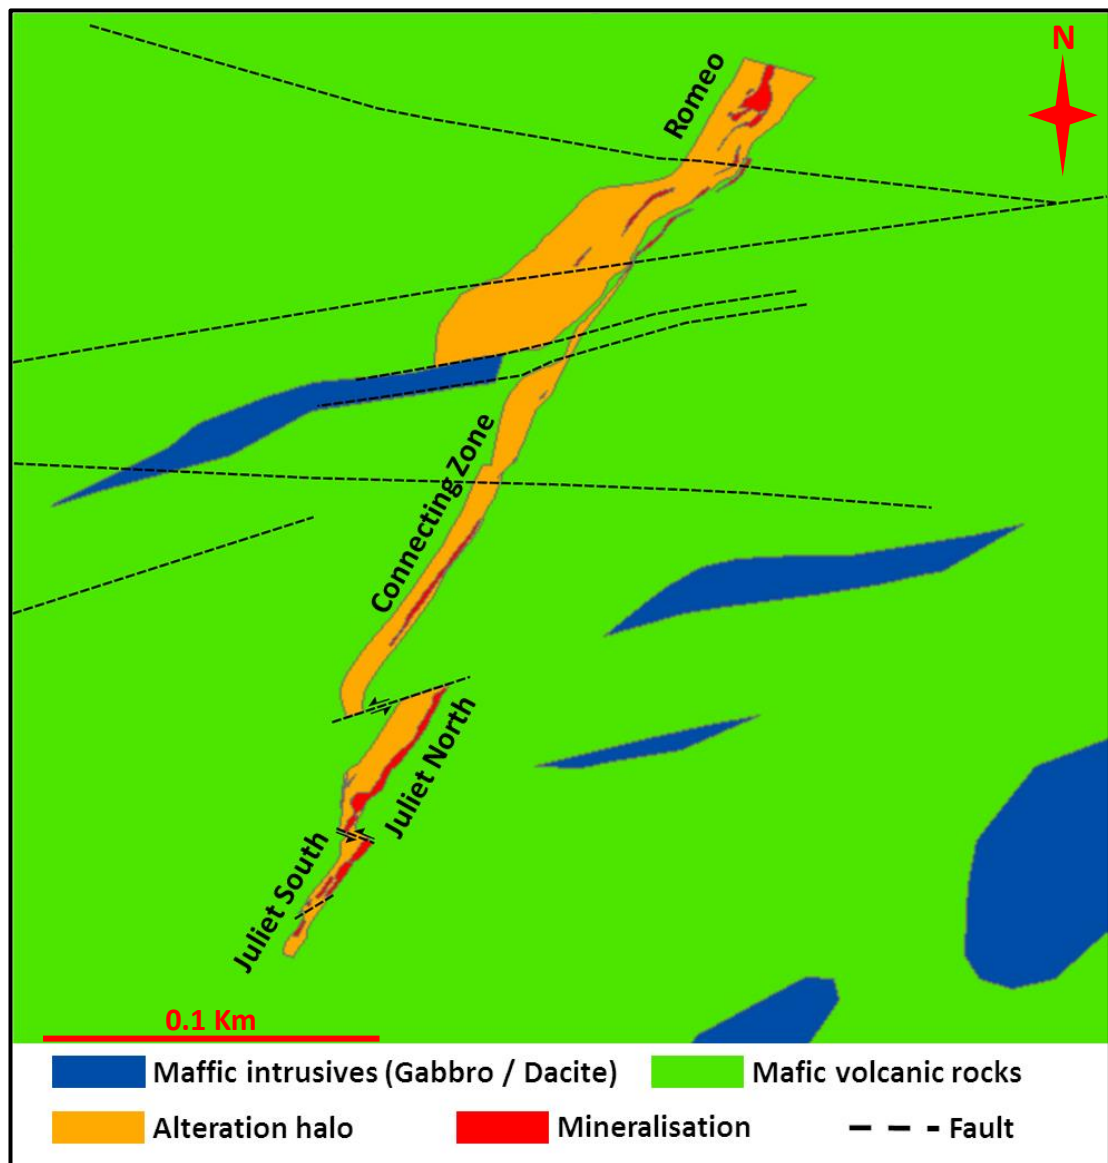 N
Romeo
Connecting Zone
Juliet North
Juliet South
0.1 Km
Maffic intrusives (Gabbro / Dacite)
Mafic volcanic rocks
Alteration halo
Mineralisation
Fault